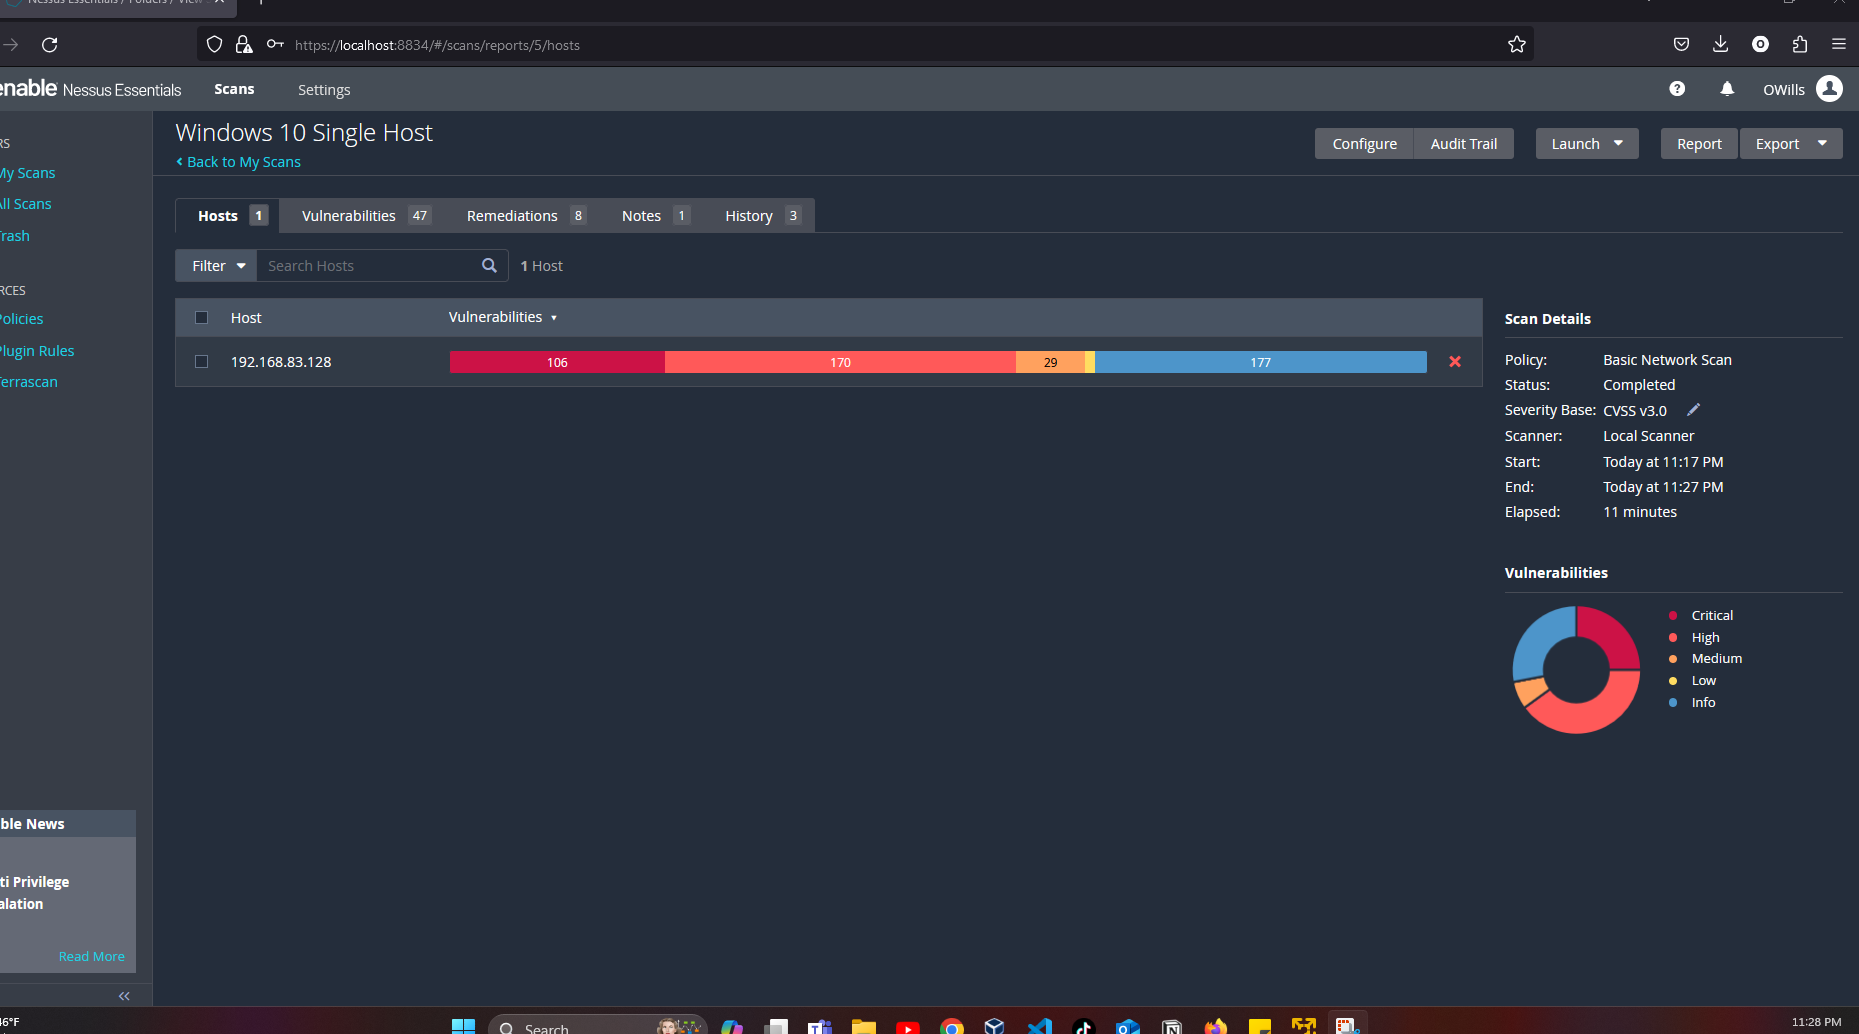 Nessus Essentials / Folders / View
https://localhost:8834/#/scans/reports/5/hosts
enable Nessus Essentials
Scans
Settings
OWills
RS
My Scans
All Scans
Trash
RCES
Policies
Plugin Rules
Terrascan
Windows 10 Single Host
Back to My Scans
Configure
Audit Trail
Launch
Report
Export
Hosts 1
Vulnerabilities 47
Remediations 8
Notes 1
History 3
Filter
Search Hosts
1 Host
Host
Vulnerabilities
192.168.83.128
106
170
29
177
Scan Details
Policy: Basic Network Scan
Status: Completed
Severity Base: CVSS v3.0
Scanner: Local Scanner
Start: Today at 11:17 PM
End: Today at 11:27 PM
Elapsed: 11 minutes
Vulnerabilities
Critical
High
Medium
Low
Info
ble News
ti Privilege
alation
Read More
46°F
Search
11:28 PM